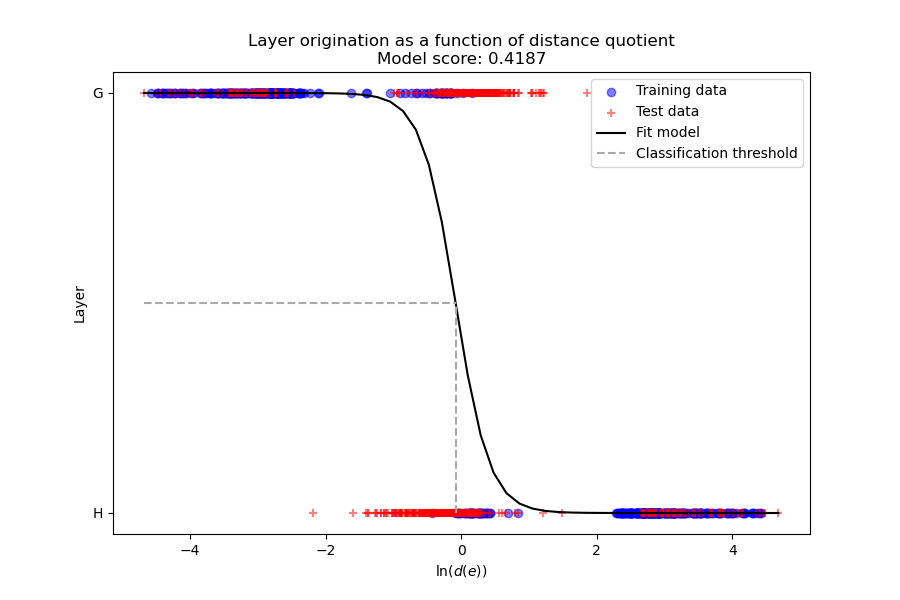 Layer origination as a function of distance quotient
Model score: 0.4187
G
H
Layer
Training data
Test data
Fit model
Classification threshold
−4
−2
0
2
4
ln(d(e))